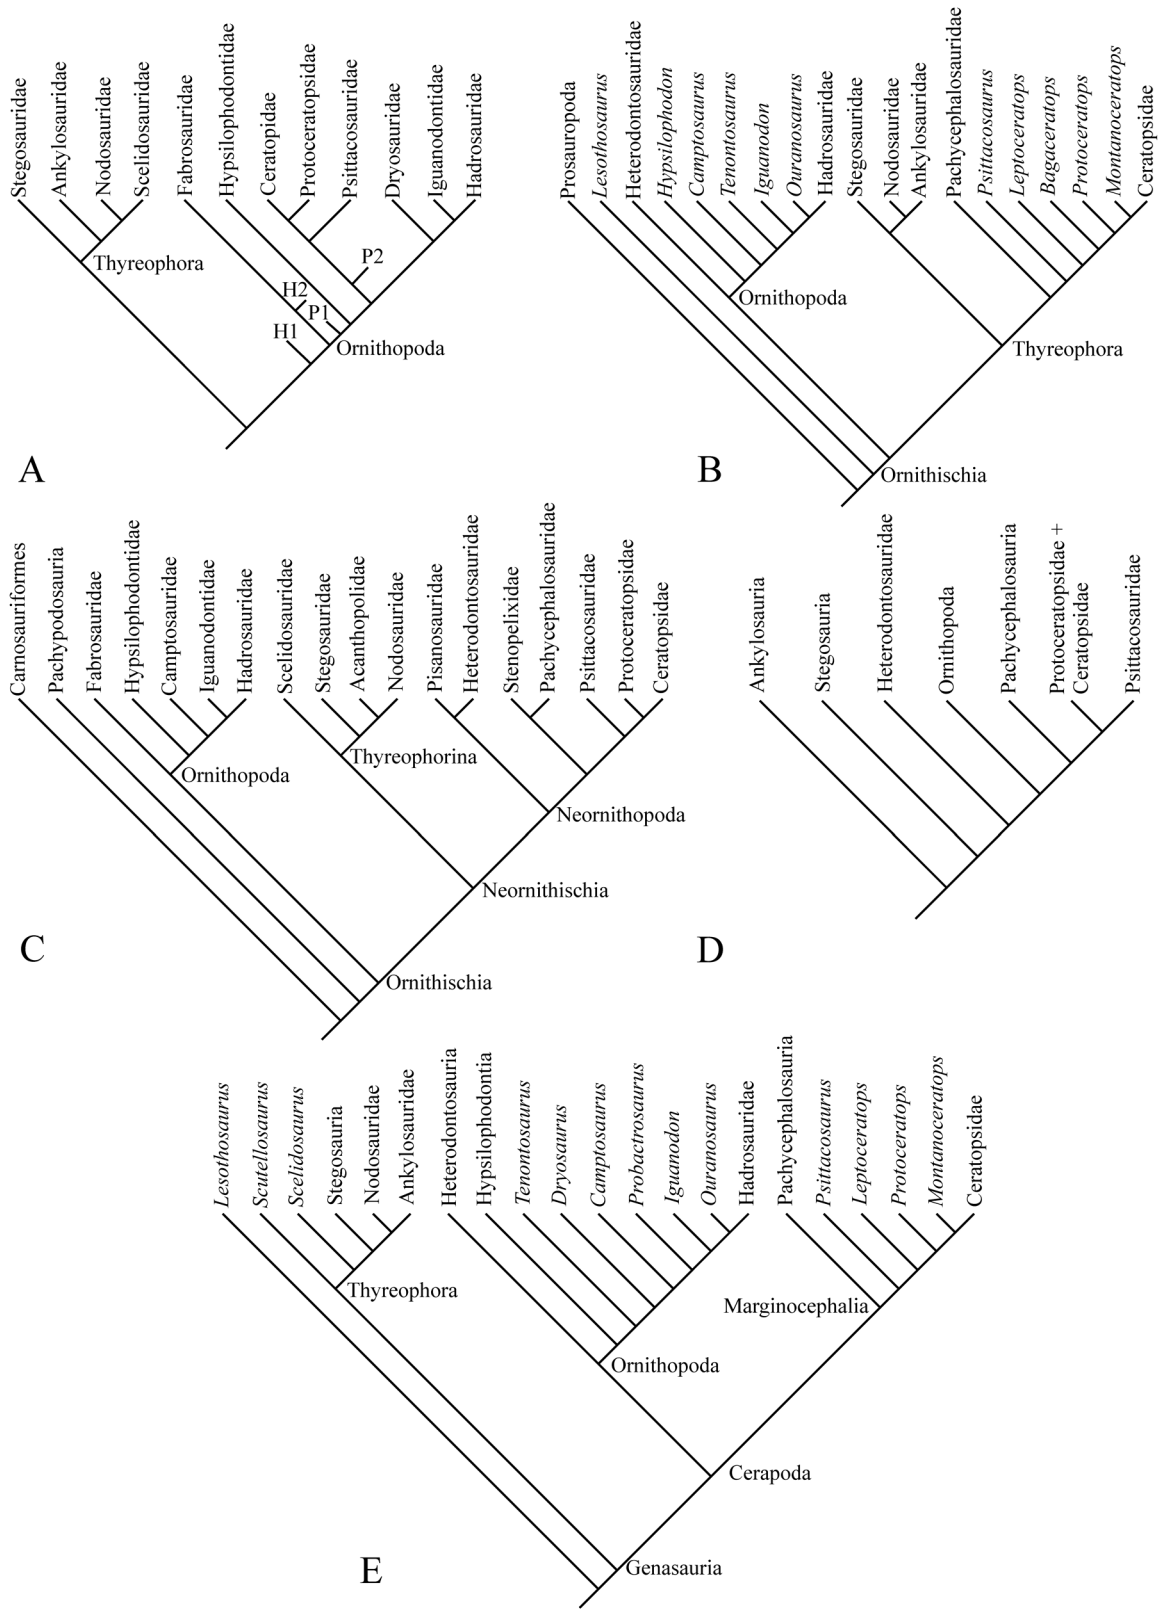 Stegosauridae
Ankylosauridae
Nodosauridae
Scelidosauridae
Fabrosauridae
Hypsilophodontidae
Ceratopidae
Protoceratopsidae
Psittacosauridae
Dryosauridae
Iguanodontidae
Hadrosauridae
Thyreophora
P2
H2
P1
H1
Ornithopoda
A
Prosauropoda
Lesothosaurus
Heterodontosauridae
Hypsilophodon
Camptosaurus
Tenontosaurus
Iguanodon
Ouranosaurus
Hadrosauridae
Stegosauridae
Nodosauridae
Ankylosauridae
Pachycephalosauridae
Psittacosaurus
Leptoceratops
Bagaceratops
Protoceratops
Montanoceratops
Ceratopsidae
Ornithopoda
Thyreophora
Ornithischia
B
Carnosauriformes
Pachypodosauria
Fabrosauridae
Hypsilophodontidae
Camptosauridae
Iguanodontidae
Hadrosauridae
Scelidosauridae
Stegosauridae
Acanthopolidae
Nodosauridae
Pisanosauridae
Heterodontosauridae
Stenopelixidae
Pachycephalosauridae
Psittacosauridae
Protoceratopsidae
Ceratopsidae
Thyreophorina
Ornithopoda
Neornithopoda
Neornithischia
Ornithischia
C
Ankylosauria
Stegosauria
Heterodontosauridae
Ornithopoda
Pachycephalosauria
Protoceratopsidae +
Ceratopsidae
Psittacosauridae
D
Lesothosaurus
Scutellosaurus
Scelidosaurus
Stegosauria
Nodosauridae
Ankylosauridae
Heterodontosauria
Hypsilophodontia
Tenontosaurus
Dryosaurus
Camptosaurus
Probactrosaurus
Iguanodon
Ouranosaurus
Hadrosauridae
Pachycephalosauria
Psittacosaurus
Leptoceratops
Protoceratops
Montanoceratops
Ceratopsidae
Thyreophora
Marginocephalia
Ornithopoda
Cerapoda
Genasauria
E